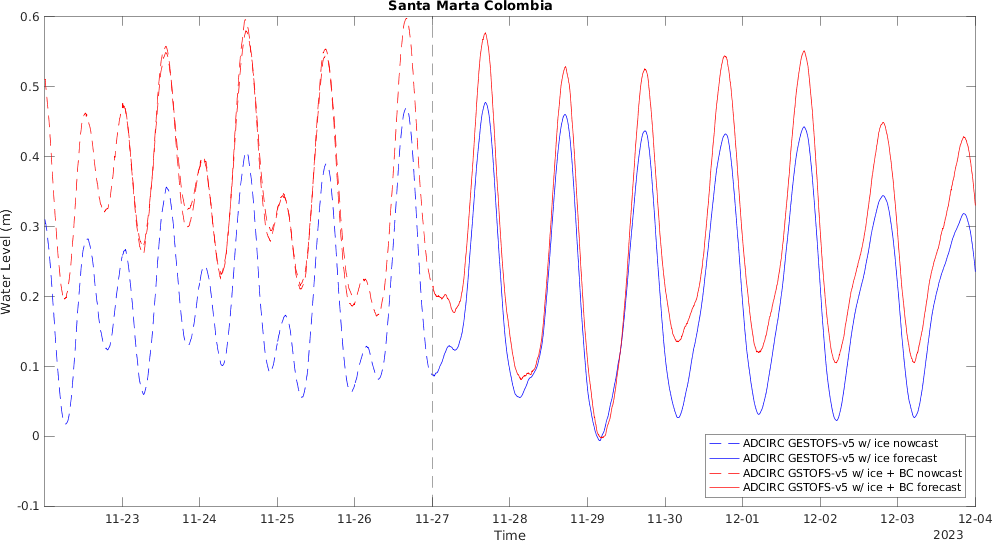 Santa Marta Colombia
0.6
0.5
0.4
0.3
0.2
0.1
0
-0.1
Water Level (m)
ADCIRC GESTOFS-v5 w/ ice nowcast
ADCIRC GESTOFS-v5 w/ ice forecast
ADCIRC GSTOFS-v5 w/ ice + BC nowcast
ADCIRC GSTOFS-v5 w/ ice + BC forecast
11-23 11-24 11-25 11-26 11-27 11-28 11-29 11-30 12-01 12-02 12-03 12-04
Time
2023